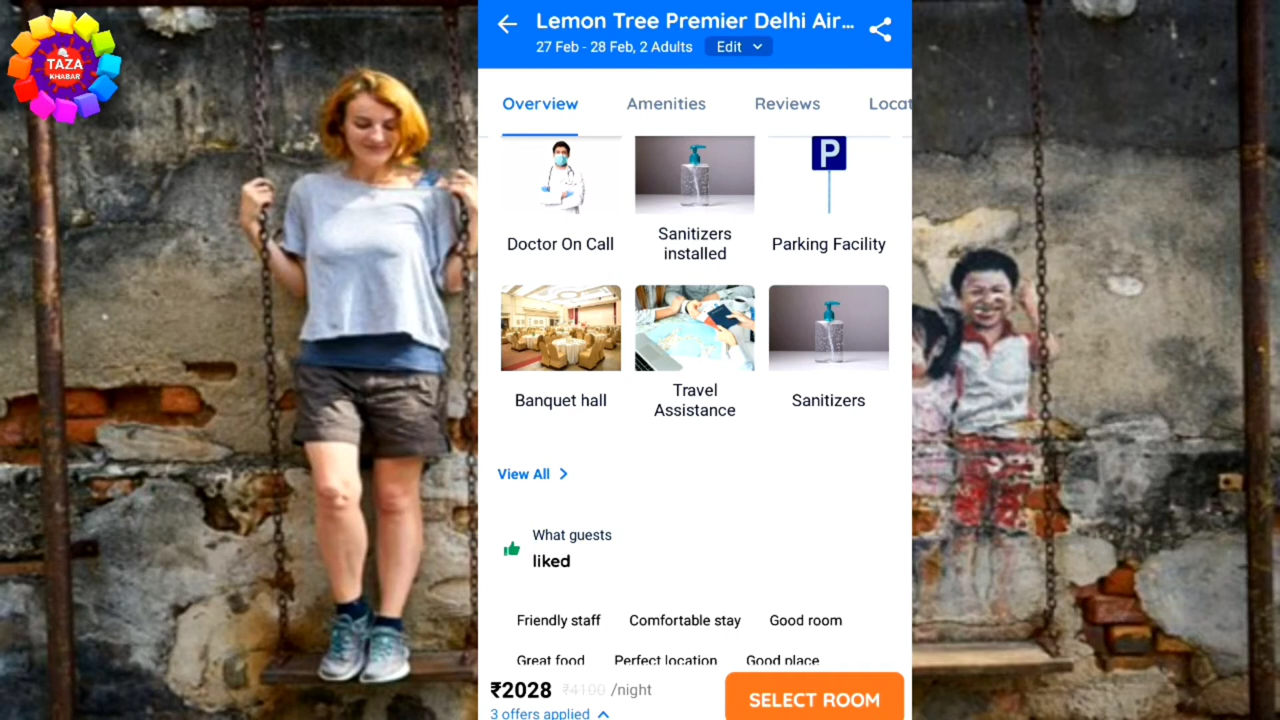 TAZA
KHABAR
Lemon Tree Premier Delhi Air...
27 Feb - 28 Feb, 2 Adults Edit
Overview Amenities Reviews Locat
Doctor On Call
Sanitizers
installed
P
Parking Facility
Banquet hall
Travel
Assistance
Sanitizers
View All
What guests
liked
Friendly staff Comfortable stay Good room
Great food Perfect location Good place
₹2028 ₹4100 /night
3 offers applied
SELECT ROOM